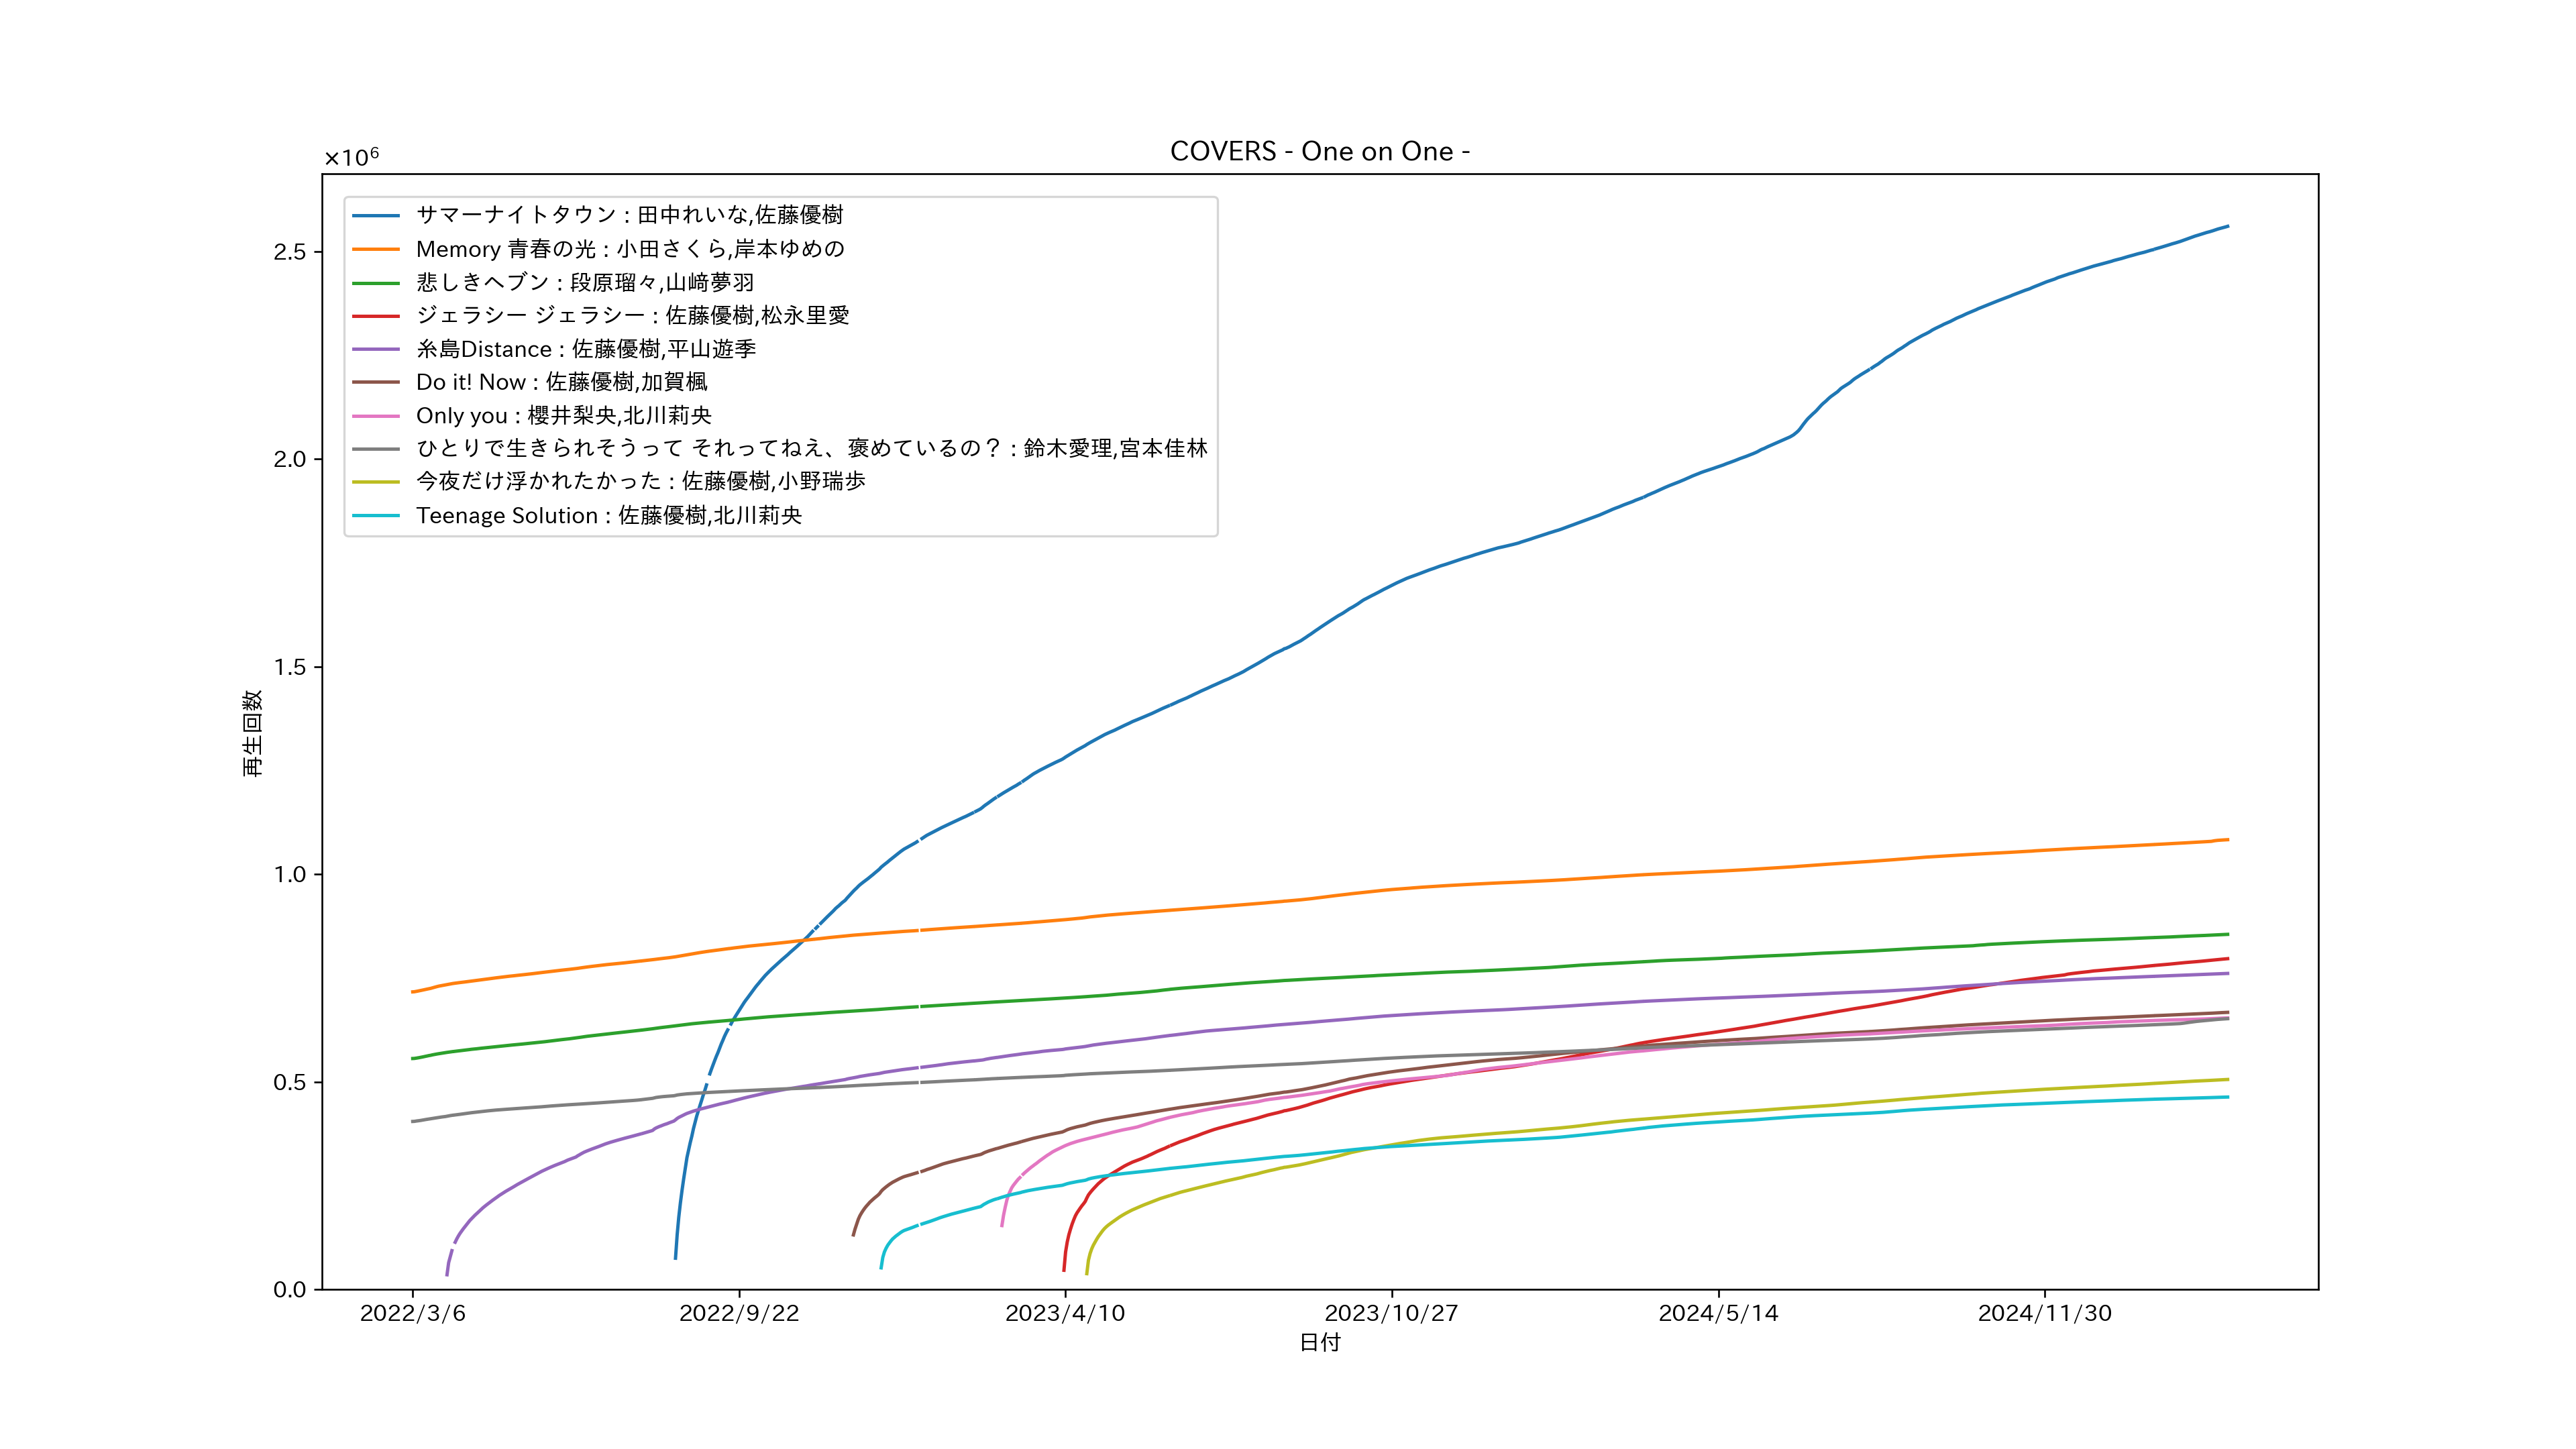 COVERS - One on One -
×10⁶
サマーナイトタウン : 田中れいな,佐藤優樹
Memory 青春の光 : 小田さくら,岸本ゆめの
悲しきヘブン : 段原瑠々,山﨑夢羽
ジェラシー ジェラシー : 佐藤優樹,松永里愛
糸島Distance : 佐藤優樹,平山遊季
Do it! Now : 佐藤優樹,加賀楓
Only you : 櫻井梨央,北川莉央
ひとりで生きられそうって それってねえ、褒めているの？ : 鈴木愛理,宮本佳林
今夜だけ浮かれたかった : 佐藤優樹,小野瑞歩
Teenage Solution : 佐藤優樹,北川莉央
2.5
2.0
1.5
1.0
0.5
0.0
再生回数
2022/3/6
2022/9/22
2023/4/10
2023/10/27
2024/5/14
2024/11/30
日付